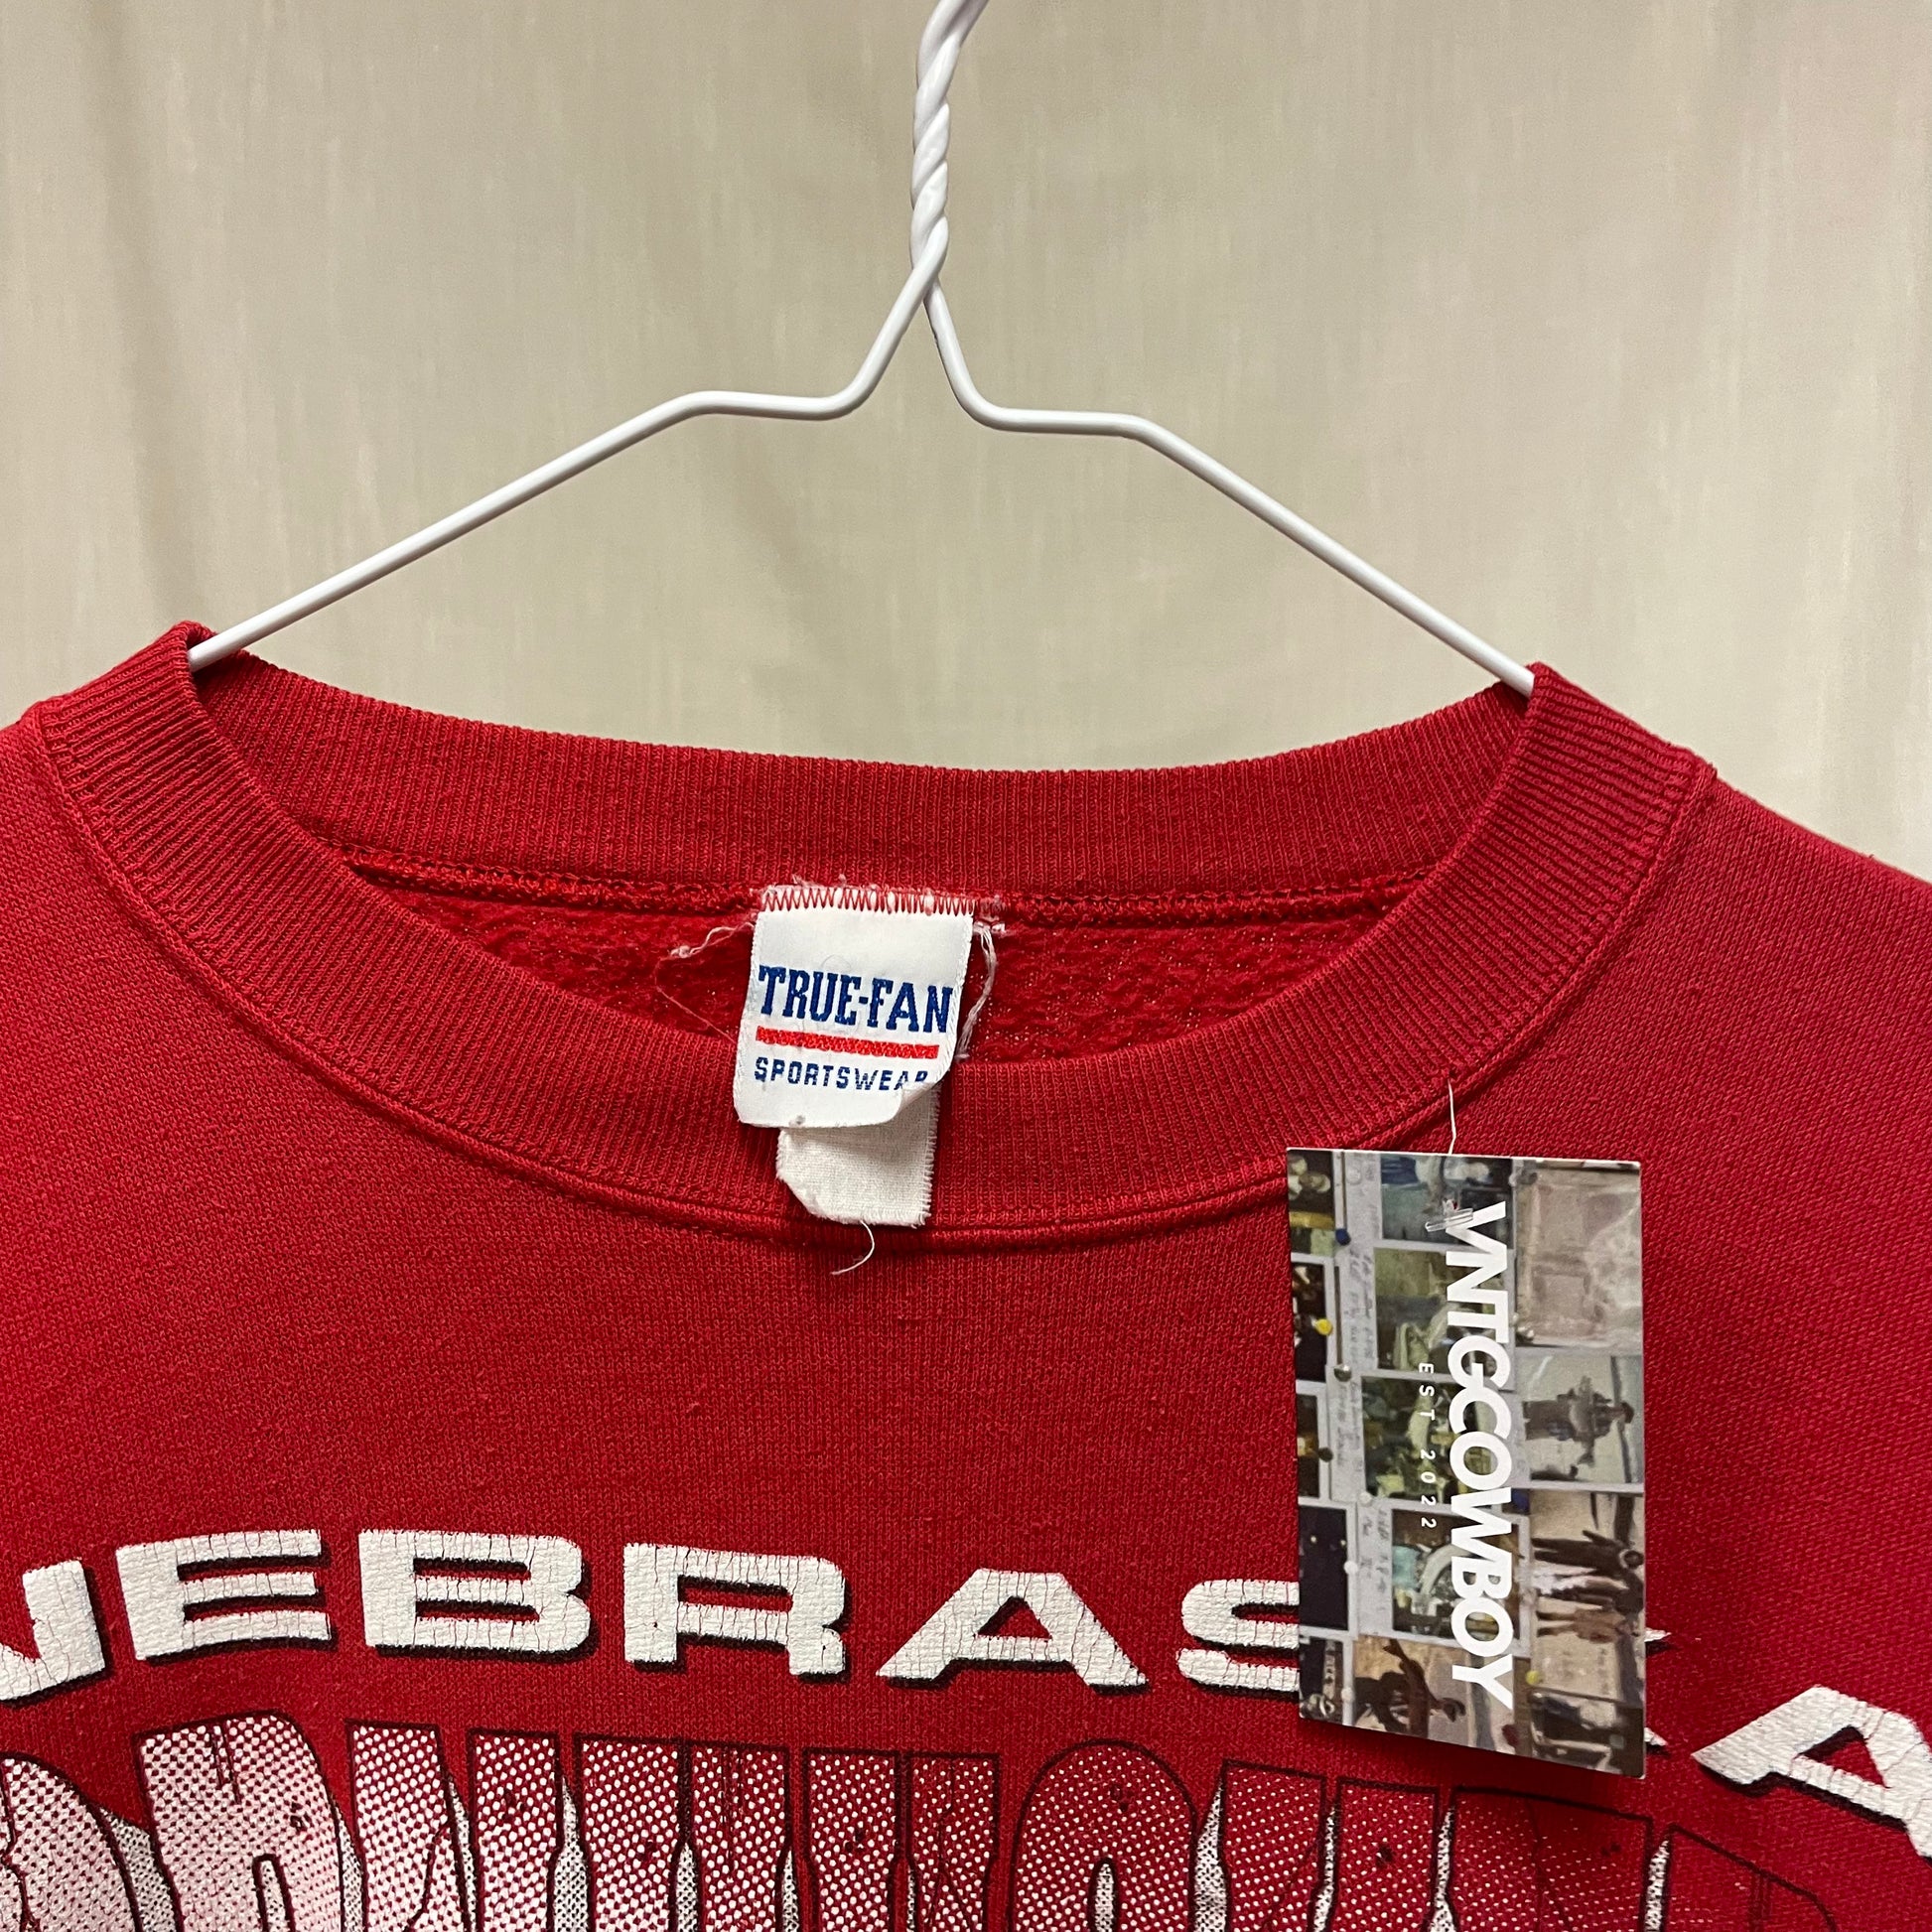 TRUE-FAN
SPORTSWEAR
VNTGCOWBOY
EST 2022
NEBRASKA